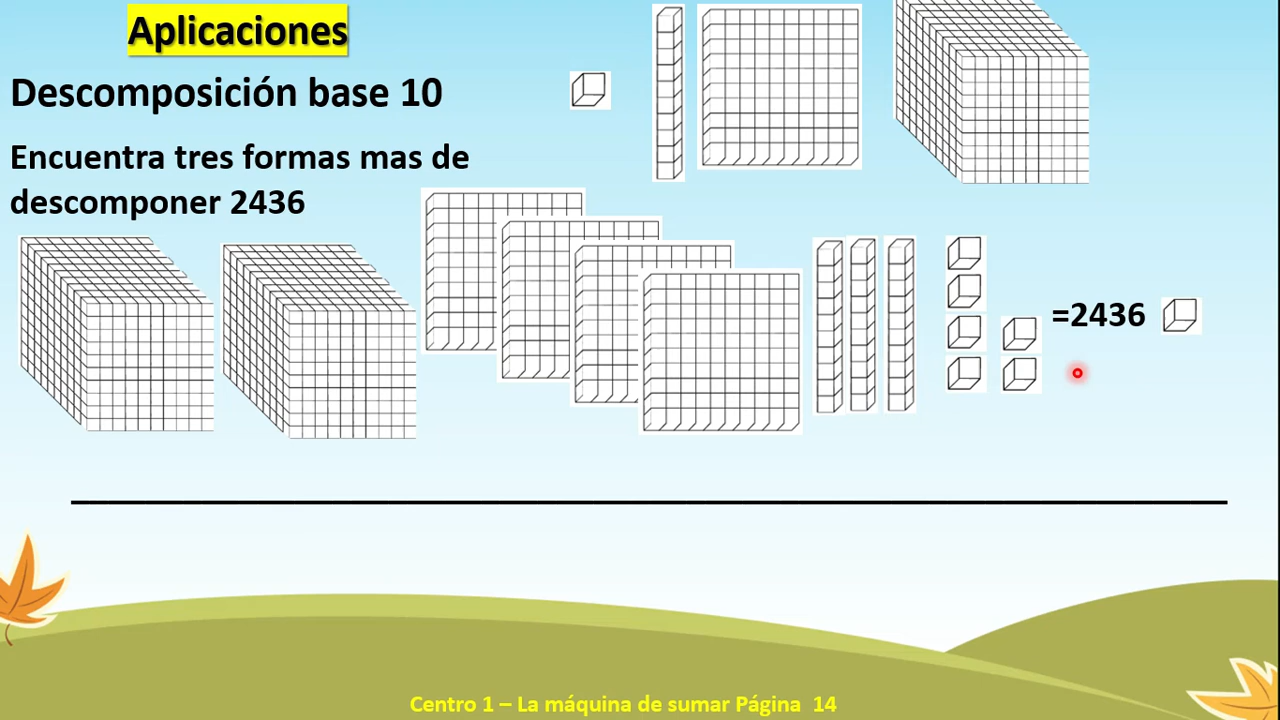 Aplicaciones
Descomposición base 10
Encuentra tres formas mas de
descomponer 2436
=2436
Centro 1 – La máquina de sumar Página 14